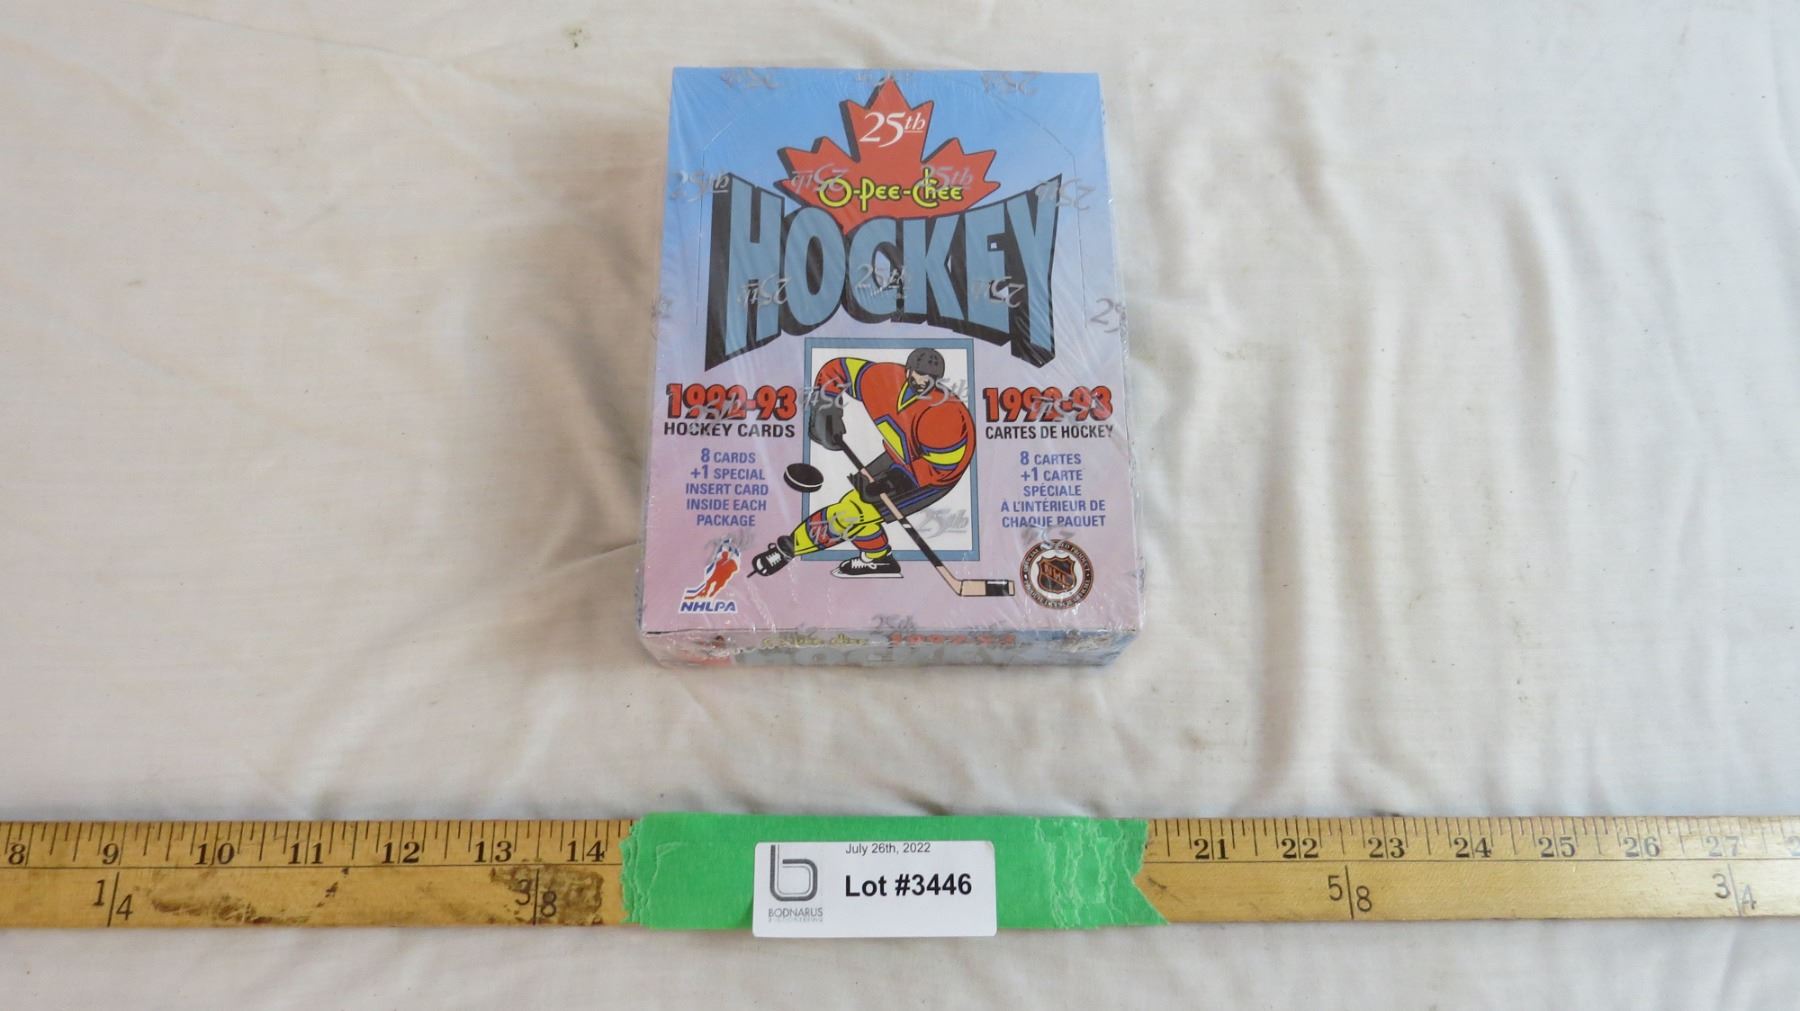 25th
O-Pee-Chee
HOCKEY
1992-93
HOCKEY CARDS
8 CARDS
+1 SPECIAL
INSERT CARD
INSIDE EACH
PACKAGE
NHLPA
1992-93
CARTES DE HOCKEY
8 CARTES
+1 CARTE
SPÉCIALE
À L'INTÉRIEUR DE
CHAQUE PAQUET
NHL
8 9 10 11 12 13 14 21 22 23 24 25 26 27
1/4 3/8 5/8 3/4
July 26th, 2022
Lot #3446
BODNARUS